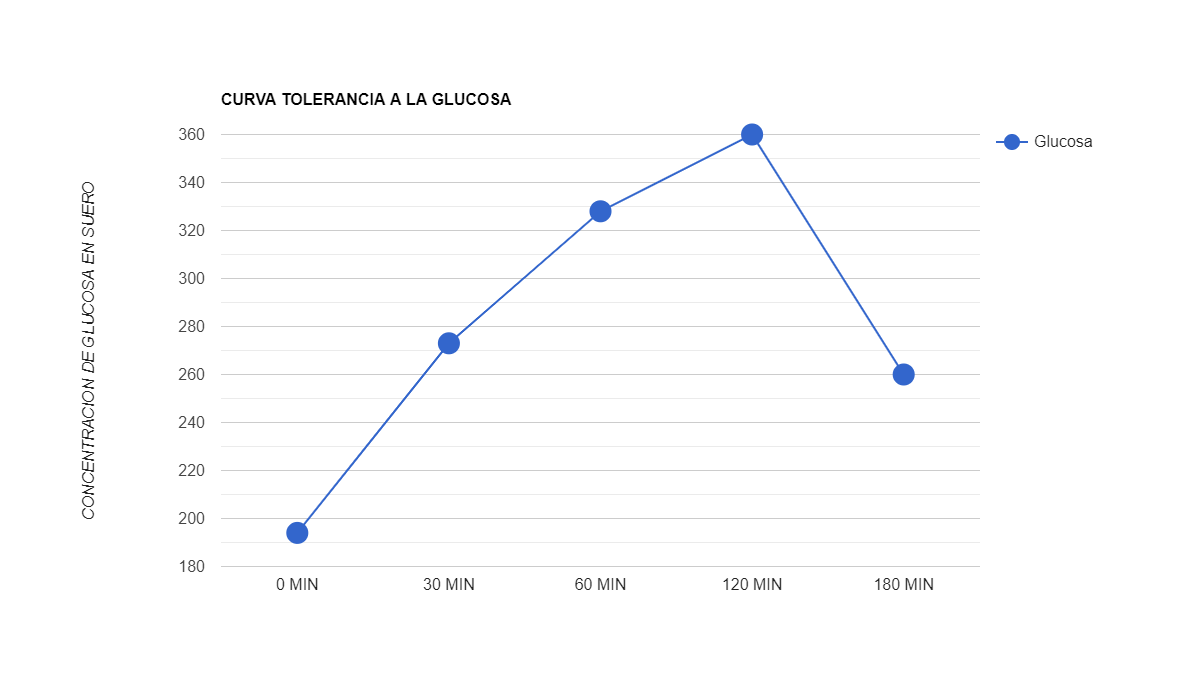 CURVA TOLERANCIA A LA GLUCOSA
CONCENTRACION DE GLUCOSA EN SUERO
360
340
320
300
280
260
240
220
200
180
0 MIN
30 MIN
60 MIN
120 MIN
180 MIN
Glucosa